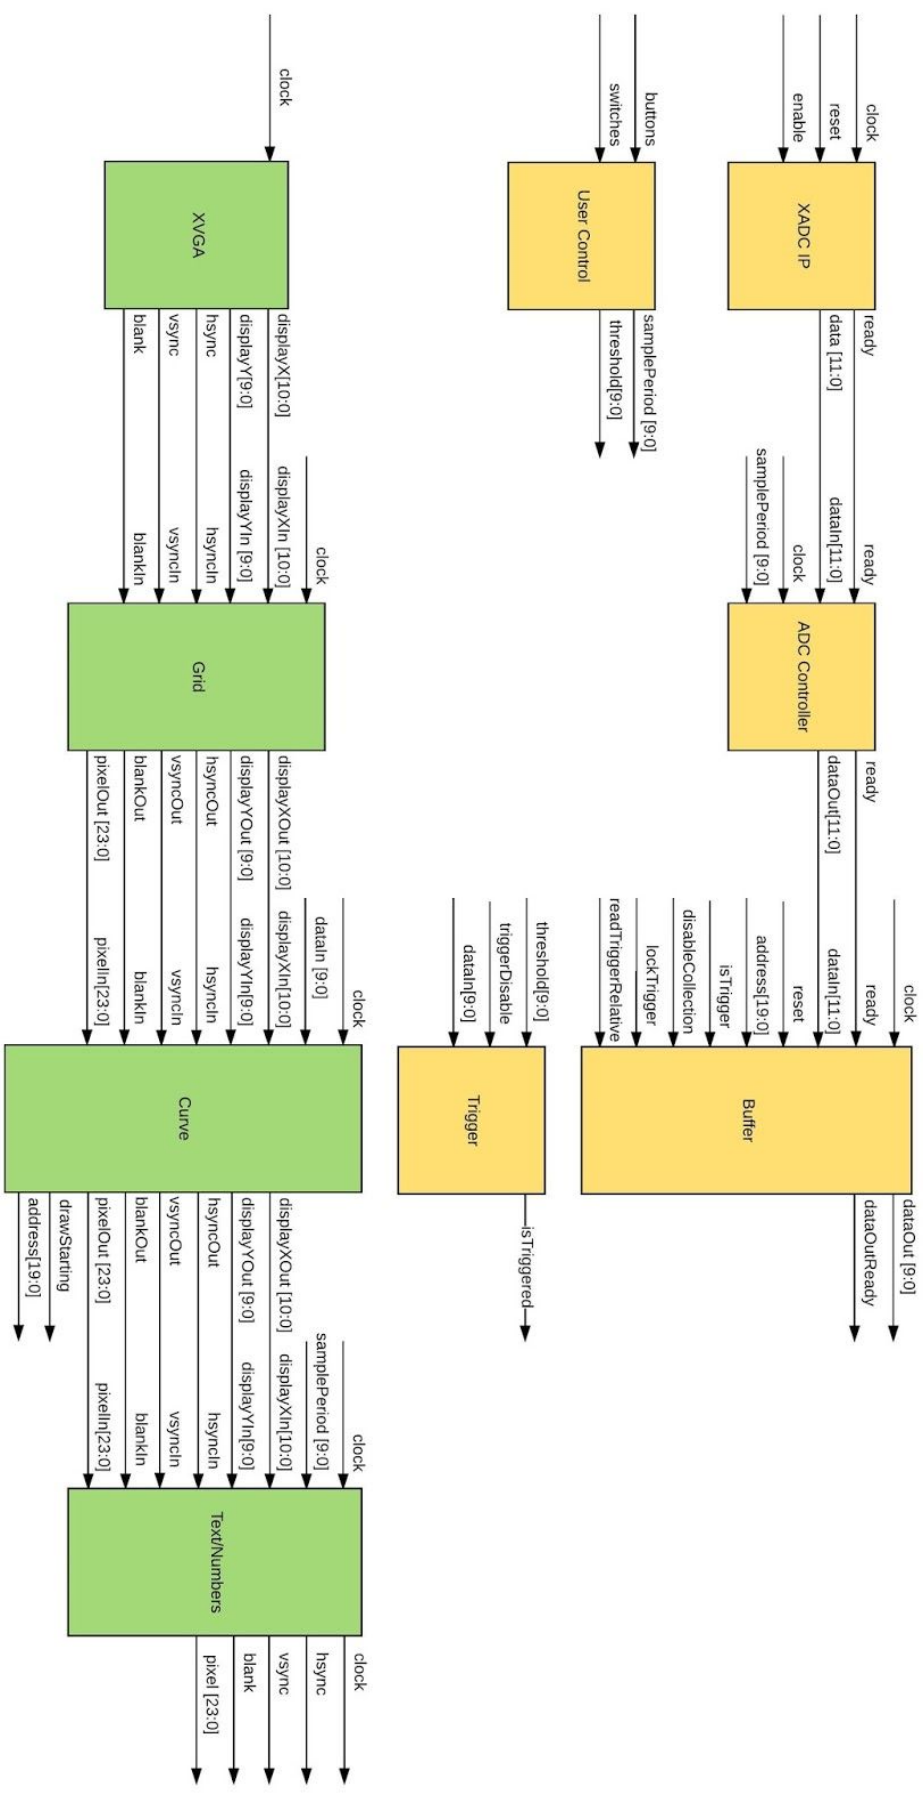 clock
reset
enable
XADC IP
ready
data [11:0]
ready
dataIn[11:0]
clock
samplePeriod [9:0]
ADC Controller
ready
dataOut[11:0]
clock
ready
dataIn[11:0]
reset
address[19:0]
isTrigger
disableCollection
lockTrigger
readTriggerRelative
Buffer
dataOut [9:0]
dataOutReady
buttons
switches
User Control
samplePeriod [9:0]
threshold[9:0]
threshold[9:0]
triggerDisable
dataIn[9:0]
Trigger
isTriggered
clock
XVGA
displayX[10:0]
displayY[9:0]
hsync
vsync
blank
clock
displayXIn [10:0]
displayYIn [9:0]
hsyncIn
vsyncIn
blankIn
Grid
displayXOut [10:0]
displayYOut [9:0]
hsyncOut
vsyncOut
blankOut
pixelOut [23:0]
clock
dataIn [9:0]
displayXIn[10:0]
displayYIn[9:0]
hsyncIn
vsyncIn
blankIn
pixelIn[23:0]
Curve
displayXOut [10:0]
displayYOut [9:0]
hsyncOut
vsyncOut
blankOut
pixelOut [23:0]
drawStarting
address[19:0]
clock
samplePeriod [9:0]
displayXIn[10:0]
displayYIn[9:0]
hsyncIn
vsyncIn
blankIn
pixelIn[23:0]
Text/Numbers
clock
hsync
vsync
blank
pixel [23:0]